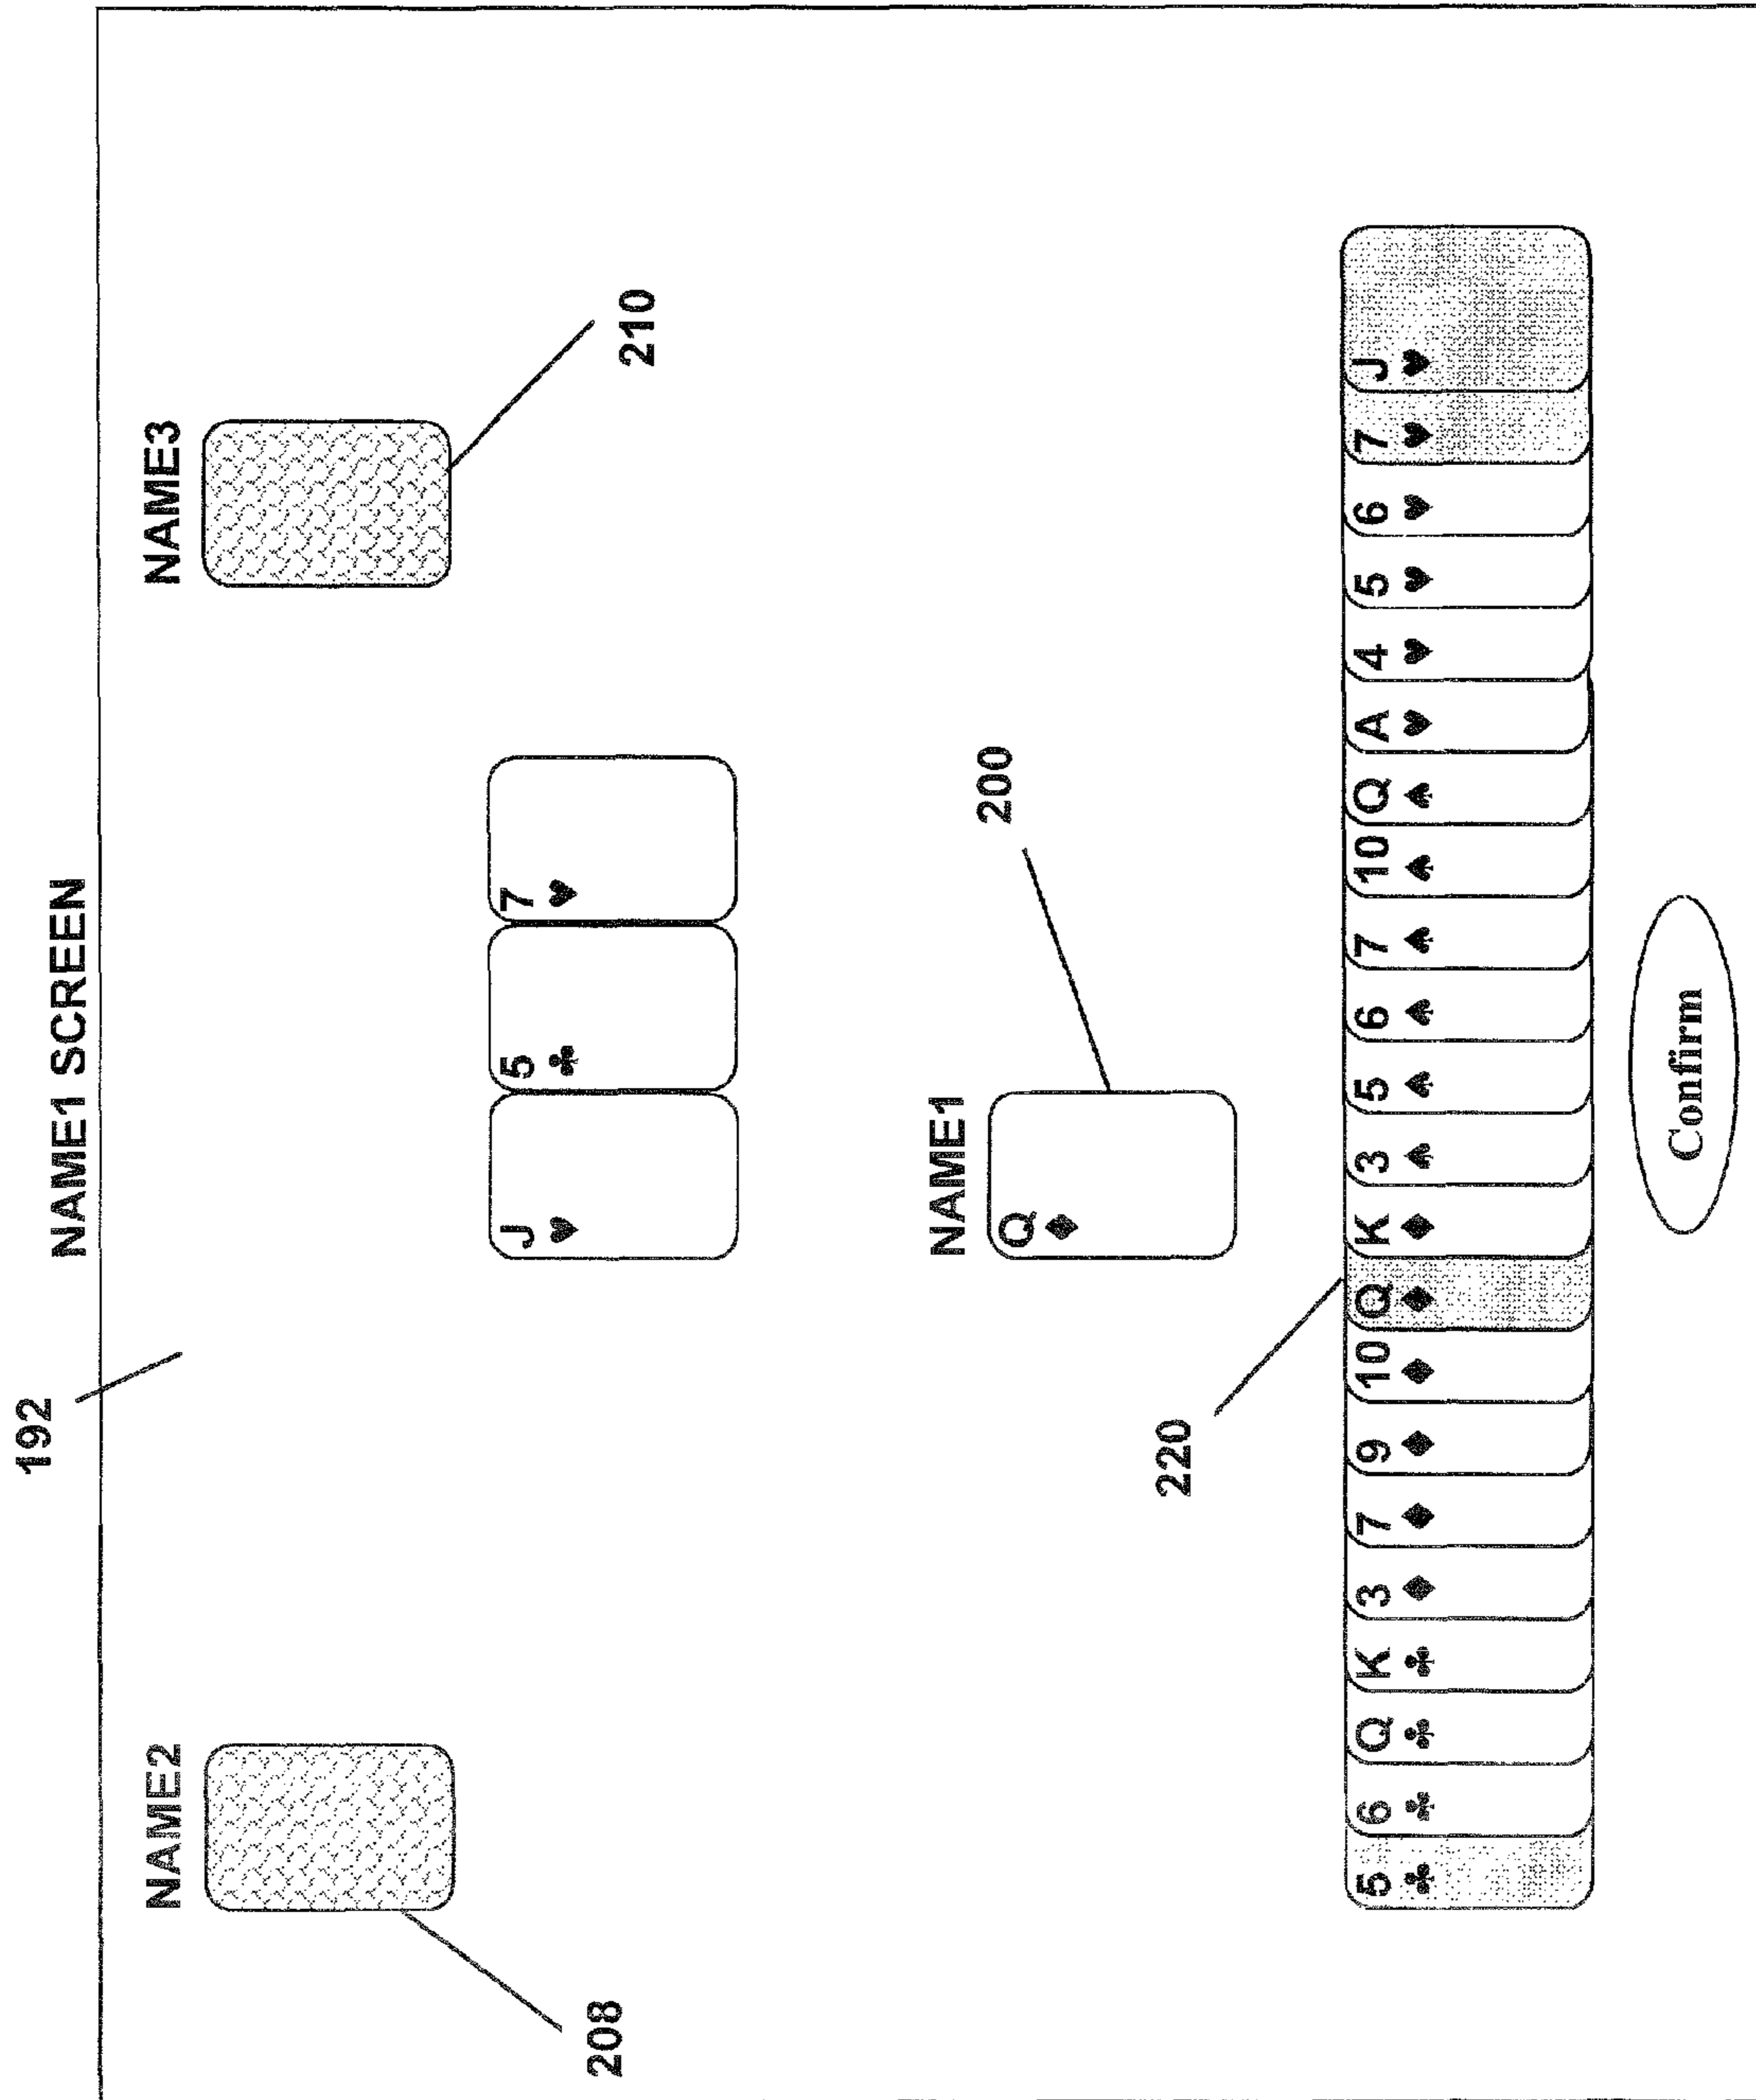 192
NAME1 SCREEN
NAME2 NAME3
J 5 7
♥ ♣ ♥
208 210
NAME1
200
Q
♦
220
5 6 Q K 3 7 9 10 Q K 3 5 6 7 10 Q A 4 5 6 7 J
♣ ♣ ♣ ♣ ♦ ♦ ♦ ♦ ♦ ♦ ♠ ♠ ♠ ♠ ♠ ♠ ♥ ♥ ♥ ♥ ♥ ♥
Confirm